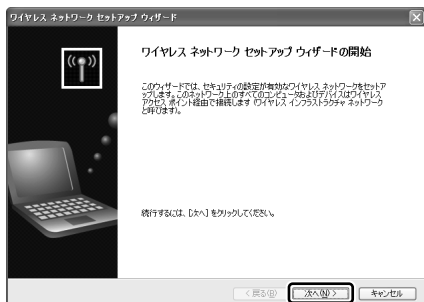 ワイヤレス ネットワーク セットアップ ウィザード
ワイヤレス ネットワーク セットアップ ウィザードの開始
このウィザードでは、セキュリティの設定が有効なワイヤレス ネットワークをセットア
ップします。このネットワーク上のすべてのコンピュータおよびデバイスはワイヤレス
アクセス ポイント経由で接続します (ワイヤレス インフラストラクチャ ネットワーク
と呼びます)。
続行するには、[次へ] をクリックしてください。
< 戻る(B) 次へ(N) > キャンセル